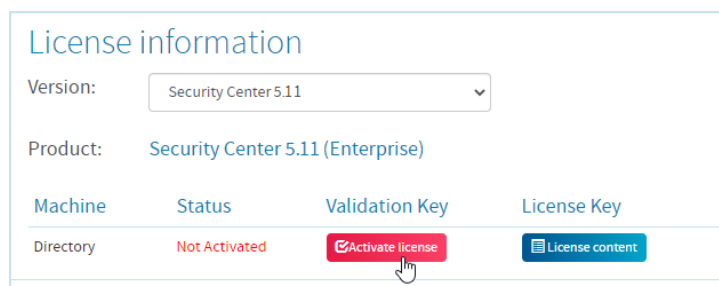 License information
Version:
Security Center 5.11
Product: Security Center 5.11 (Enterprise)
Machine Status Validation Key License Key
Directory Not Activated Activate license License content